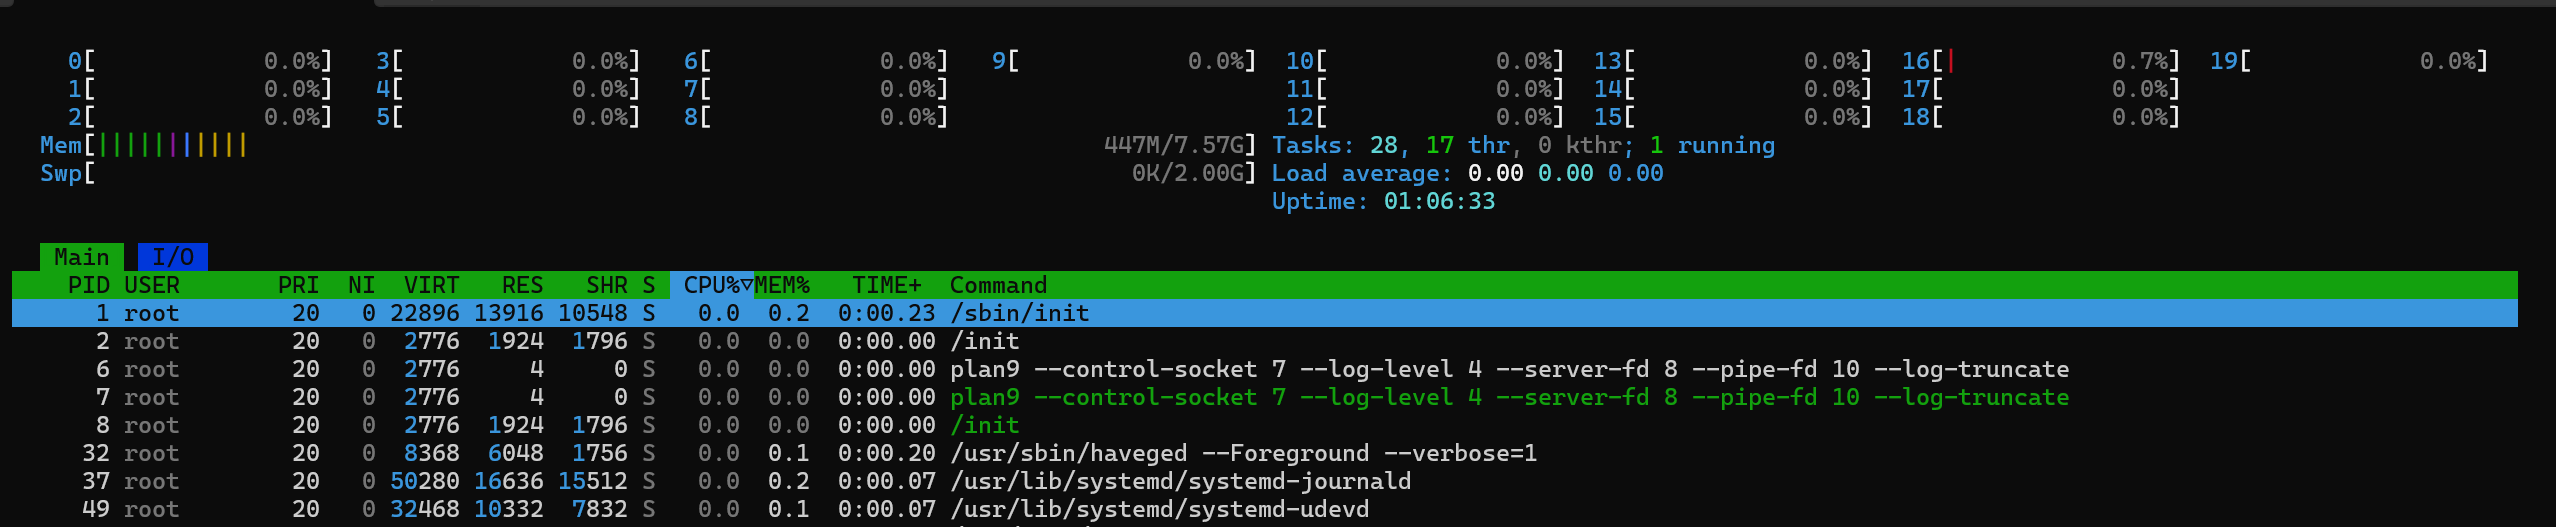 0[ 0.0%] 3[ 0.0%] 6[ 0.0%] 9[ 0.0%] 10[ 0.0%] 13[ 0.0%] 16[| 0.7%] 19[ 0.0%]
1[ 0.0%] 4[ 0.0%] 7[ 0.0%] 11[ 0.0%] 14[ 0.0%] 17[ 0.0%]
2[ 0.0%] 5[ 0.0%] 8[ 0.0%] 12[ 0.0%] 15[ 0.0%] 18[ 0.0%]
Mem[||||||||||| 447M/7.57G] Tasks: 28, 17 thr, 0 kthr; 1 running
Swp[ 0K/2.00G] Load average: 0.00 0.00 0.00
Uptime: 01:06:33
Main I/O
PID USER PRI NI VIRT RES SHR S CPU%▽MEM% TIME+ Command
1 root 20 0 22896 13916 10548 S 0.0 0.2 0:00.23 /sbin/init
2 root 20 0 2776 1924 1796 S 0.0 0.0 0:00.00 /init
6 root 20 0 2776 4 0 S 0.0 0.0 0:00.00 plan9 --control-socket 7 --log-level 4 --server-fd 8 --pipe-fd 10 --log-truncate
7 root 20 0 2776 4 0 S 0.0 0.0 0:00.00 plan9 --control-socket 7 --log-level 4 --server-fd 8 --pipe-fd 10 --log-truncate
8 root 20 0 2776 1924 1796 S 0.0 0.0 0:00.00 /init
32 root 20 0 8368 6048 1756 S 0.0 0.1 0:00.20 /usr/sbin/haveged --Foreground --verbose=1
37 root 20 0 50280 16636 15512 S 0.0 0.2 0:00.07 /usr/lib/systemd/systemd-journald
49 root 20 0 32468 10332 7832 S 0.0 0.1 0:00.07 /usr/lib/systemd/systemd-udevd